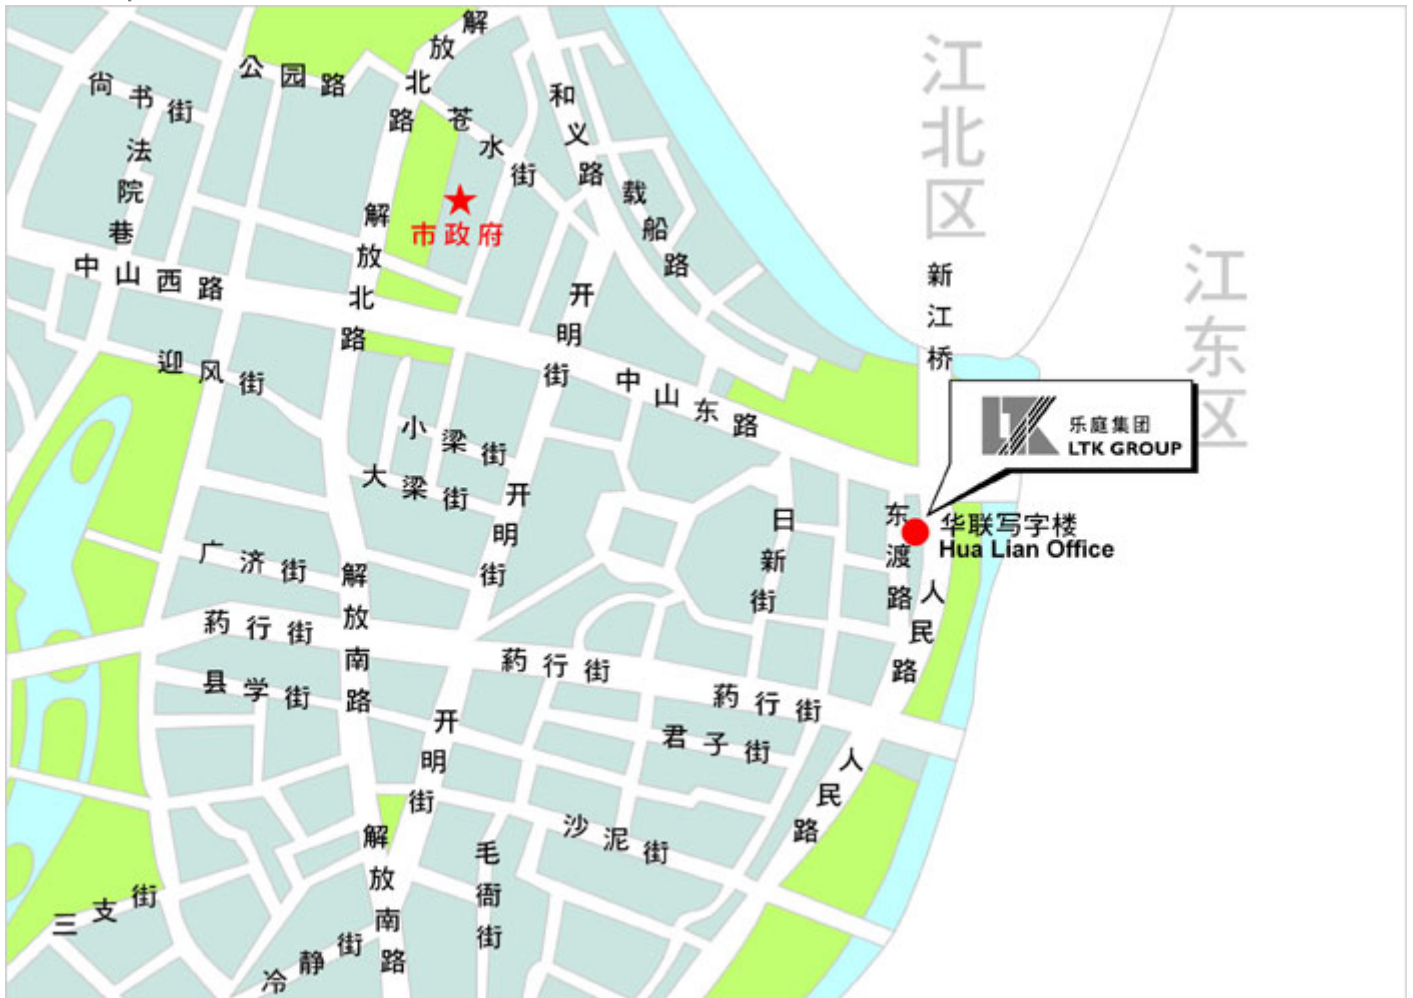 解放北路
公园路
尚书街
法院巷
苍水街
和义路
载船路
江北区
市政府
解放北路
中山西路
新江桥
江东区
开明街
迎风街
中山东路
小梁街
大梁街
乐庭集团
LTK GROUP
开明街
日新街
东渡路
华联写字楼
Hua Lian Office
广济街
解放南路
人民路
药行街
药行街
县学街
药行街
开明街
君子街
人民路
沙泥街
解放南路
毛衙街
三支街
冷静街